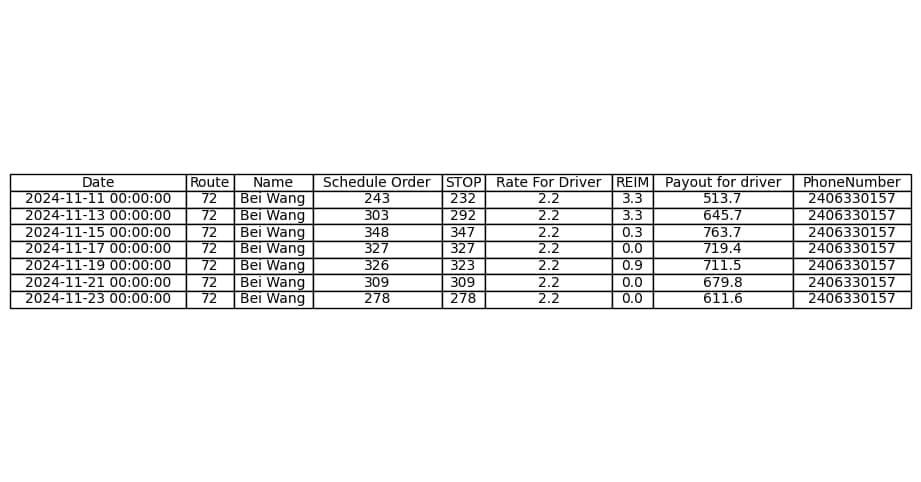 Date Route Name Schedule Order STOP Rate For Driver REIM Payout for driver PhoneNumber
2024-11-11 00:00:00 72 Bei Wang 243 232 2.2 3.3 513.7 2406330157
2024-11-13 00:00:00 72 Bei Wang 303 292 2.2 3.3 645.7 2406330157
2024-11-15 00:00:00 72 Bei Wang 348 347 2.2 0.3 763.7 2406330157
2024-11-17 00:00:00 72 Bei Wang 327 327 2.2 0.0 719.4 2406330157
2024-11-19 00:00:00 72 Bei Wang 326 323 2.2 0.9 711.5 2406330157
2024-11-21 00:00:00 72 Bei Wang 309 309 2.2 0.0 679.8 2406330157
2024-11-23 00:00:00 72 Bei Wang 278 278 2.2 0.0 611.6 2406330157